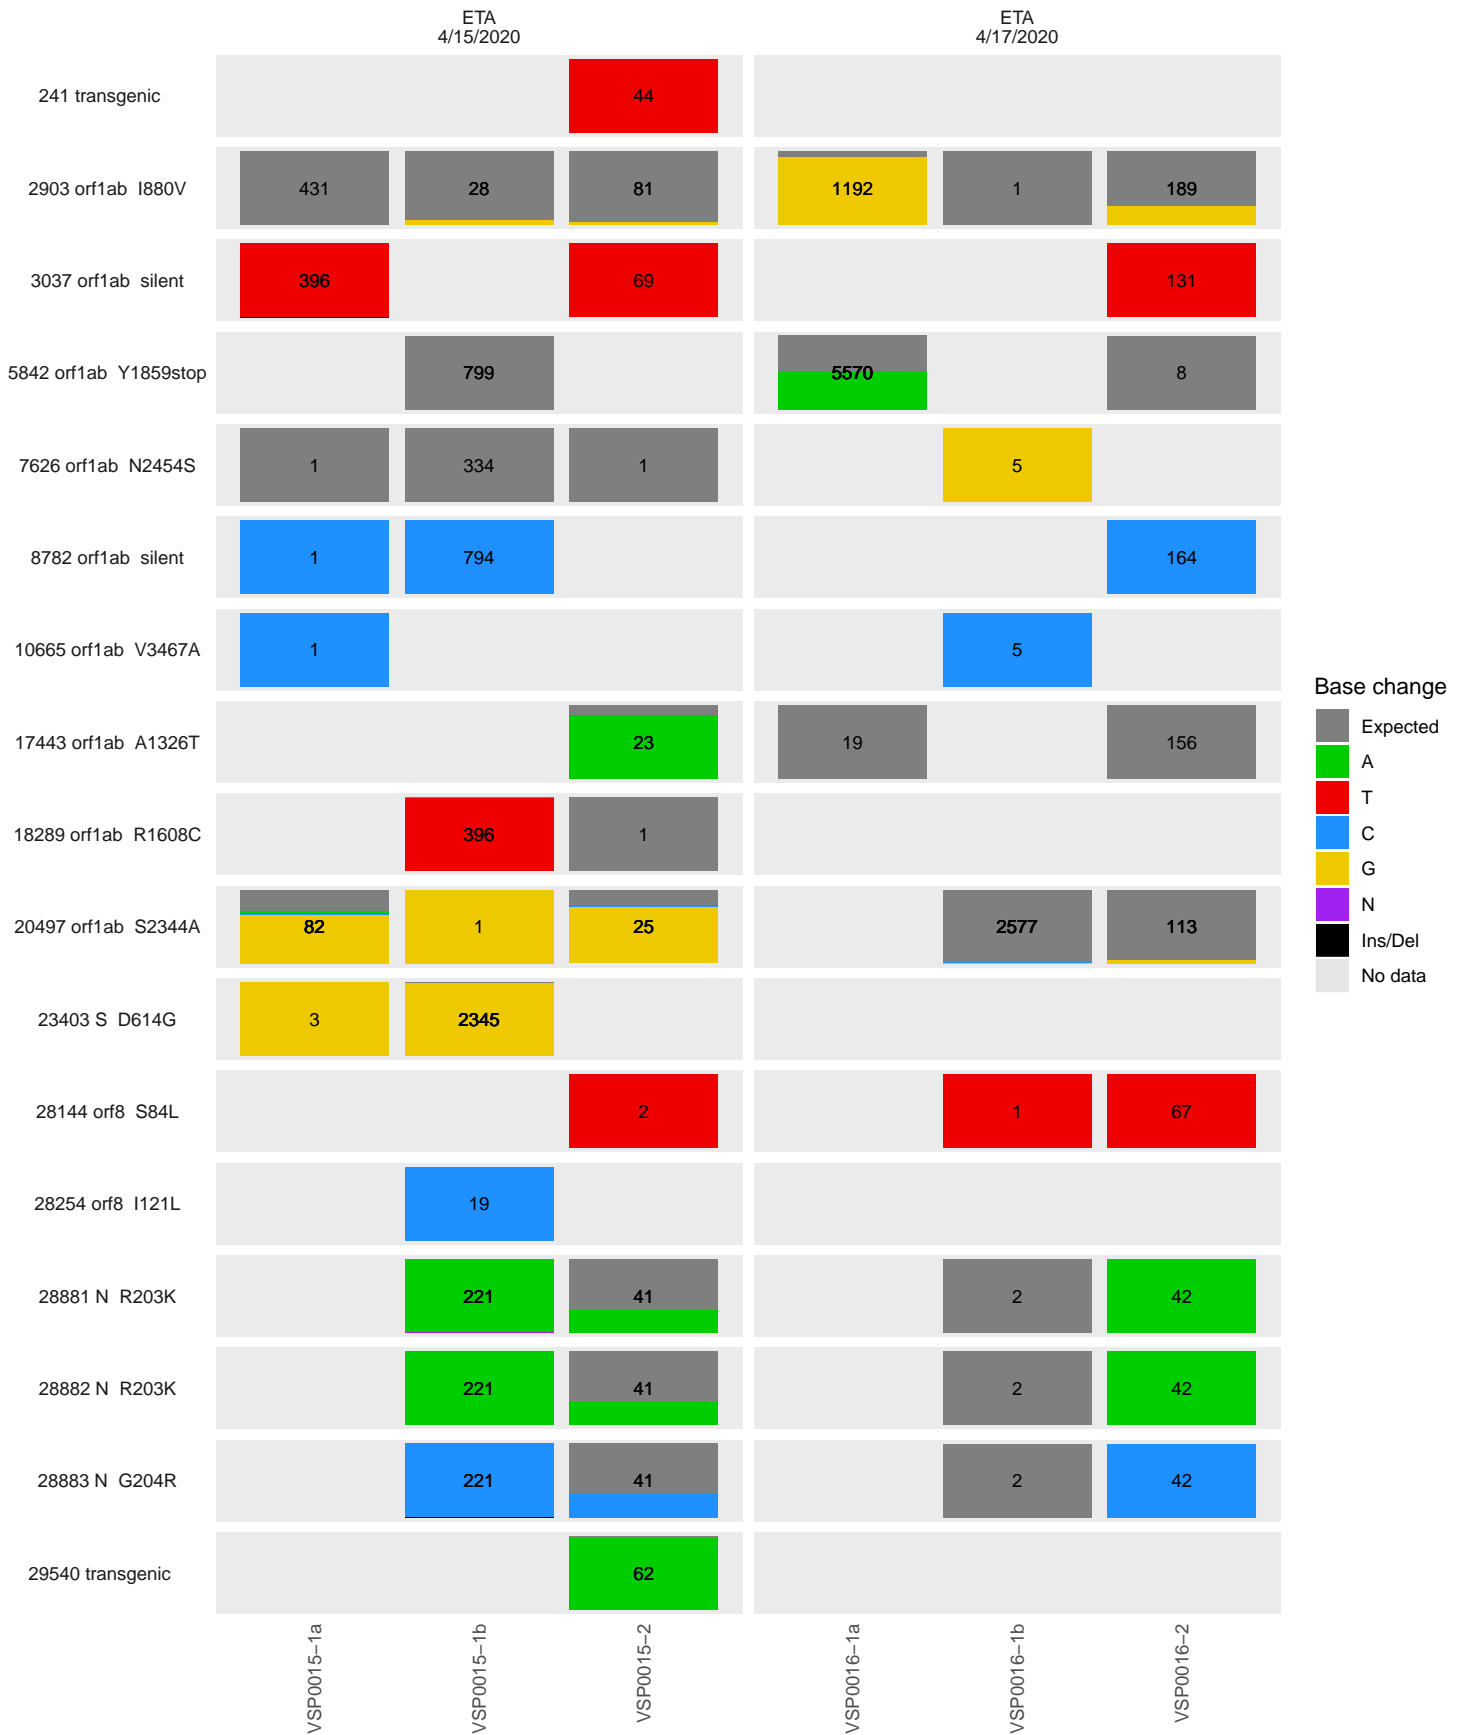 ETA
4/15/2020
ETA
4/17/2020
241 transgenic
44
2903 orf1ab I880V
431
28
81
1192
1
189
3037 orf1ab silent
396
69
131
5842 orf1ab Y1859stop
799
5570
8
7626 orf1ab N2454S
1
334
1
5
8782 orf1ab silent
1
794
164
10665 orf1ab V3467A
1
5
17443 orf1ab A1326T
23
19
156
18289 orf1ab R1608C
396
1
20497 orf1ab S2344A
82
1
25
2577
113
23403 S D614G
3
2345
28144 orf8 S84L
2
1
67
28254 orf8 I121L
19
28881 N R203K
221
41
2
42
28882 N R203K
221
41
2
42
28883 N G204R
221
41
2
42
29540 transgenic
62
VSP0015−1a
VSP0015−1b
VSP0015−2
VSP0016−1a
VSP0016−1b
VSP0016−2
Base change
Expected
A
T
C
G
N
Ins/Del
No data